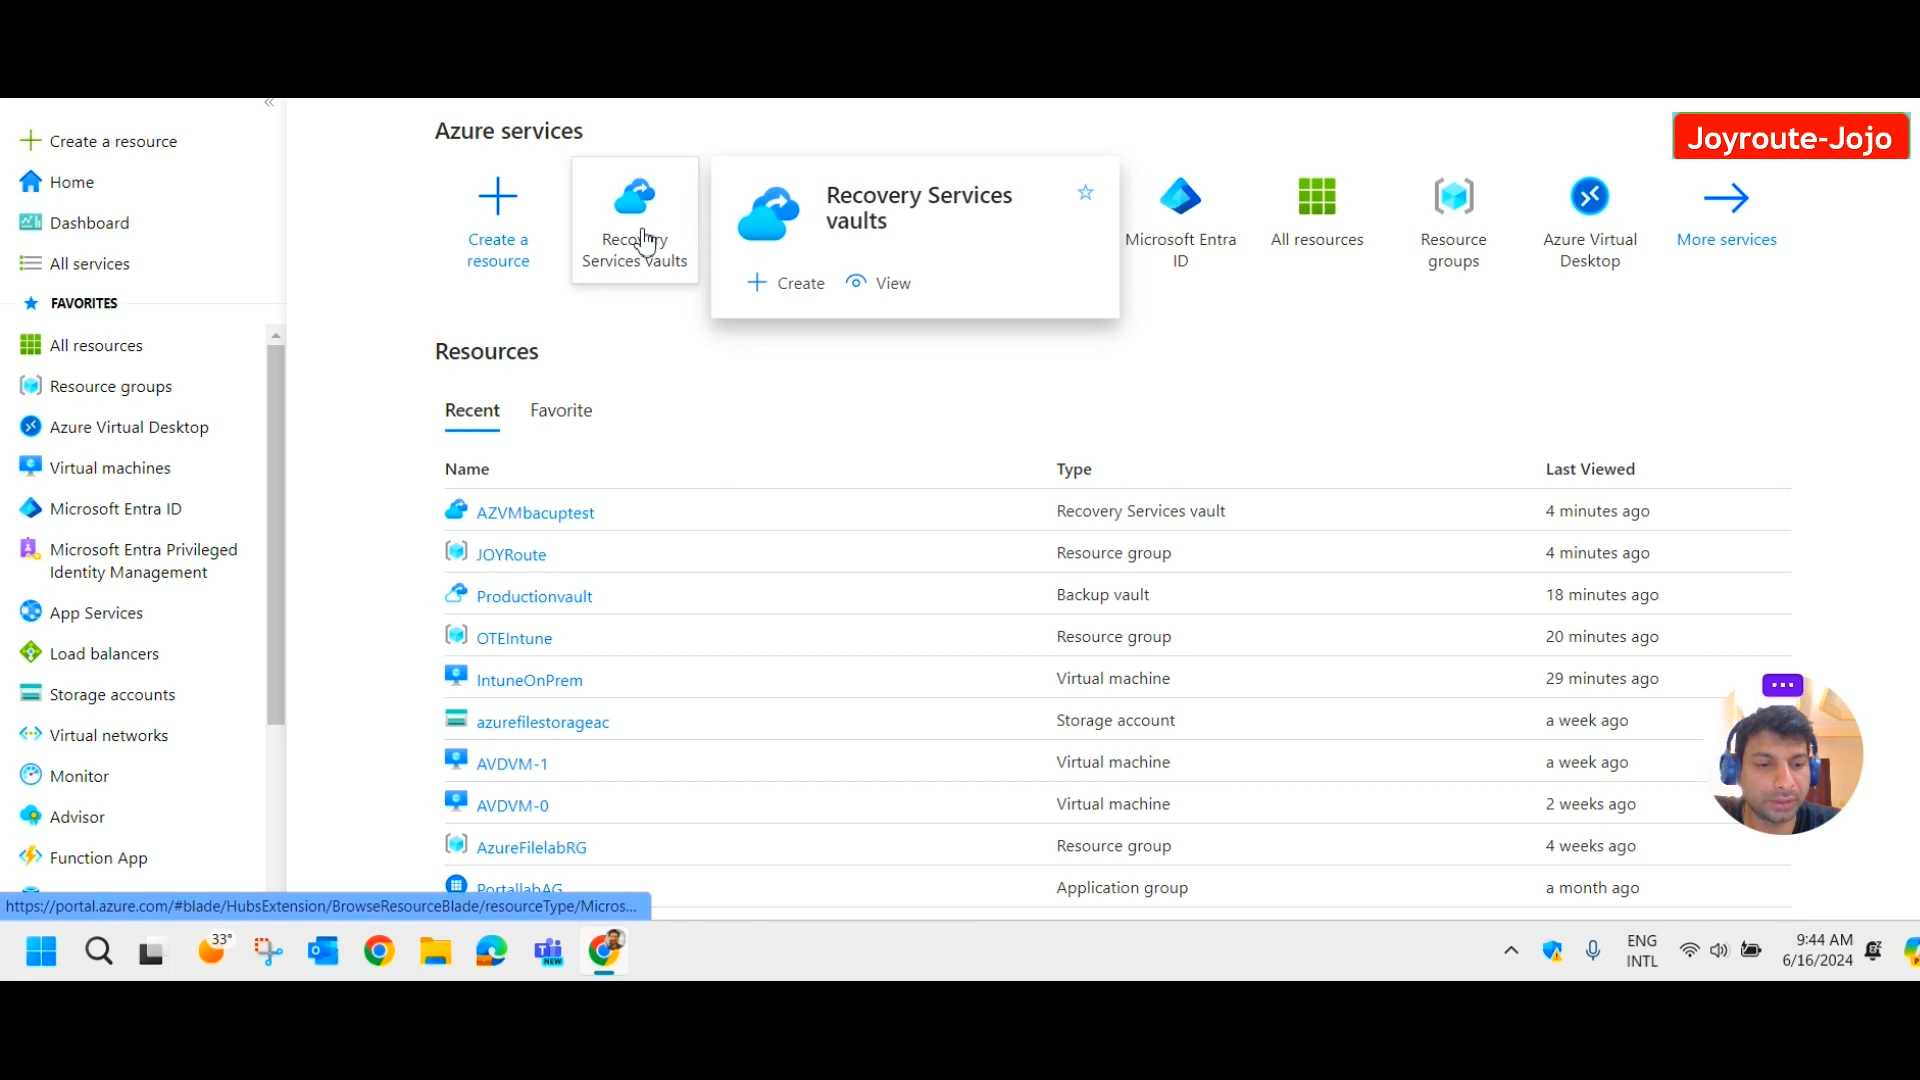 Joyroute-Jojo
«
Create a resource
Home
Dashboard
All services
FAVORITES
All resources
Resource groups
Azure Virtual Desktop
Virtual machines
Microsoft Entra ID
Microsoft Entra Privileged
Identity Management
App Services
Load balancers
Storage accounts
Virtual networks
Monitor
Advisor
Function App
Azure services
Create a
resource
Recovery
Services vaults
Recovery Services
vaults
Create
View
Microsoft Entra
ID
All resources
Resource
groups
Azure Virtual
Desktop
More services
Resources
Recent
Favorite
Name
Type
Last Viewed
AZVMbacuptest
Recovery Services vault
4 minutes ago
JOYRoute
Resource group
4 minutes ago
Productionvault
Backup vault
18 minutes ago
OTEIntune
Resource group
20 minutes ago
IntuneOnPrem
Virtual machine
29 minutes ago
azurefilestorageac
Storage account
a week ago
AVDVM-1
Virtual machine
a week ago
AVDVM-0
Virtual machine
2 weeks ago
AzureFilelabRG
Resource group
4 weeks ago
PortallabAG
Application group
a month ago
https://portal.azure.com/#blade/HubsExtension/BrowseResourceBlade/resourceType/Micros...
33°
NEW
ENG
INTL
9:44 AM
6/16/2024